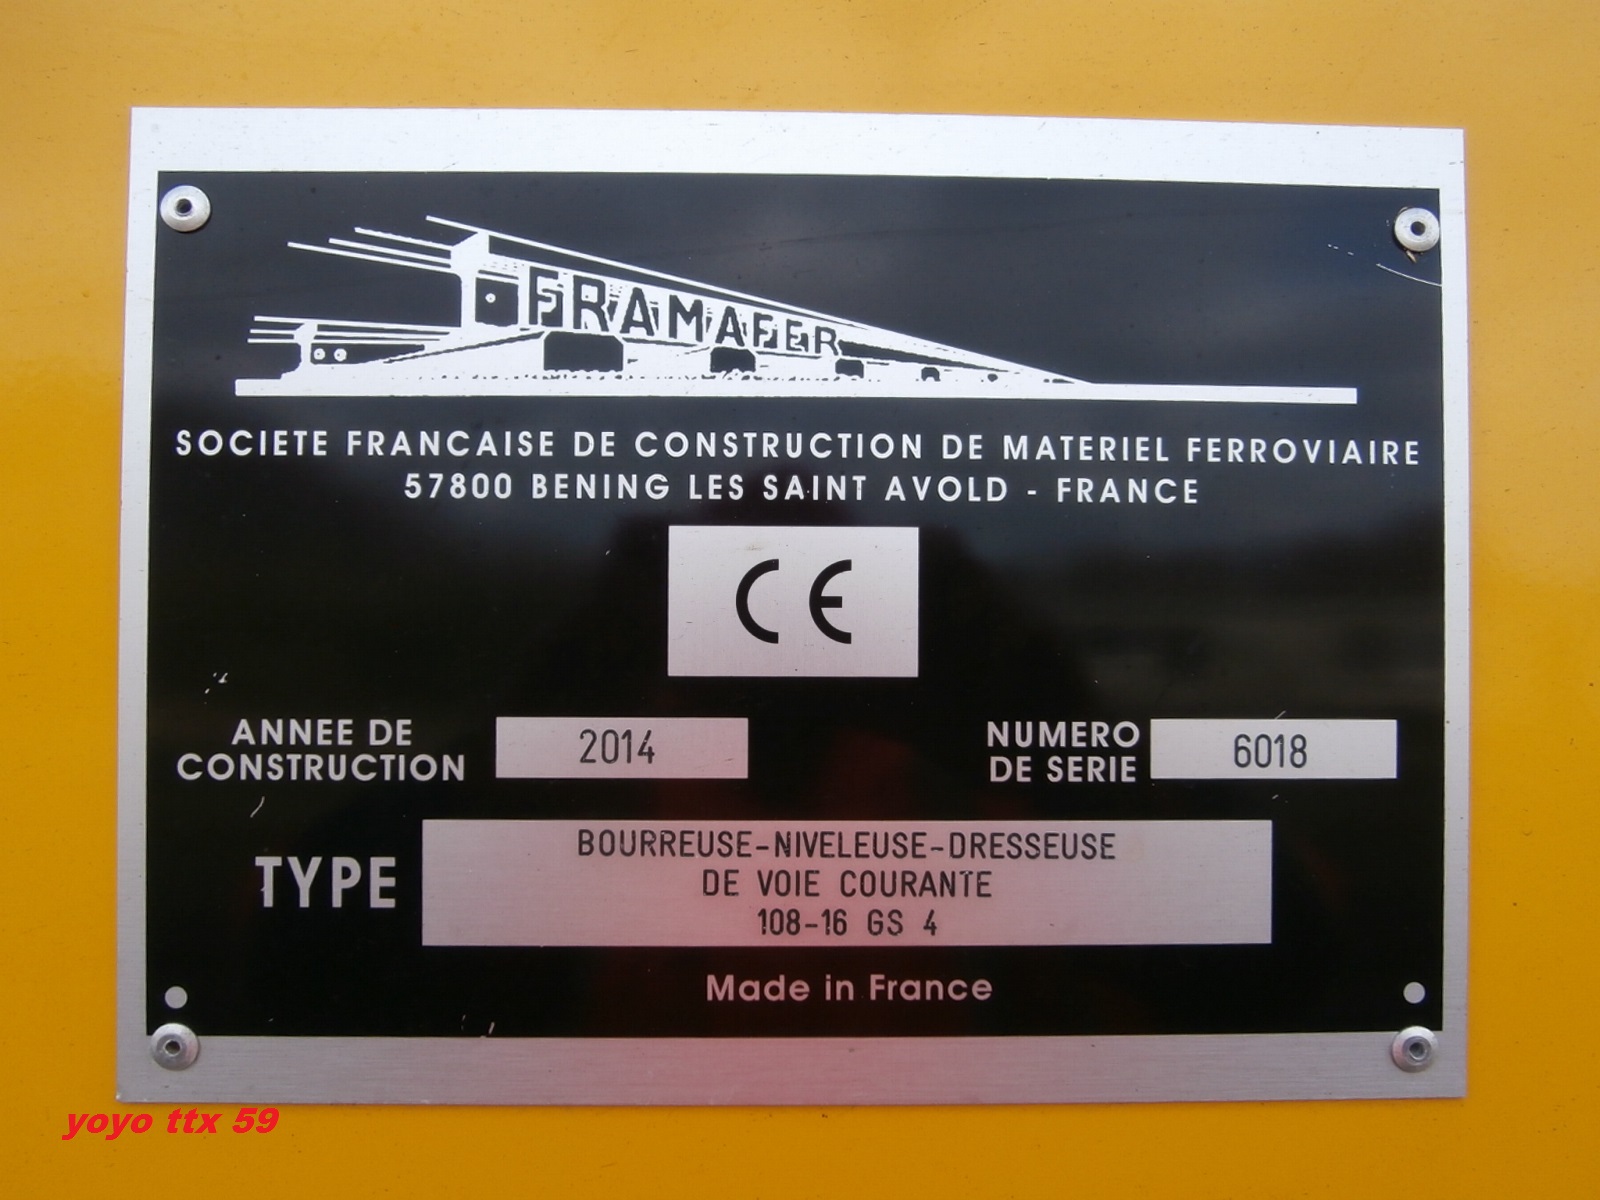 FRAMAFER
SOCIETE FRANCAISE DE CONSTRUCTION DE MATERIEL FERROVIAIRE
57800 BENING LES SAINT AVOLD - FRANCE
CE
ANNEE DE
CONSTRUCTION
2014
NUMERO
DE SERIE
6018
TYPE
BOURREUSE-NIVELEUSE-DRESSEUSE
DE VOIE COURANTE
108-16 GS 4
Made in France
yoyo ttx 59